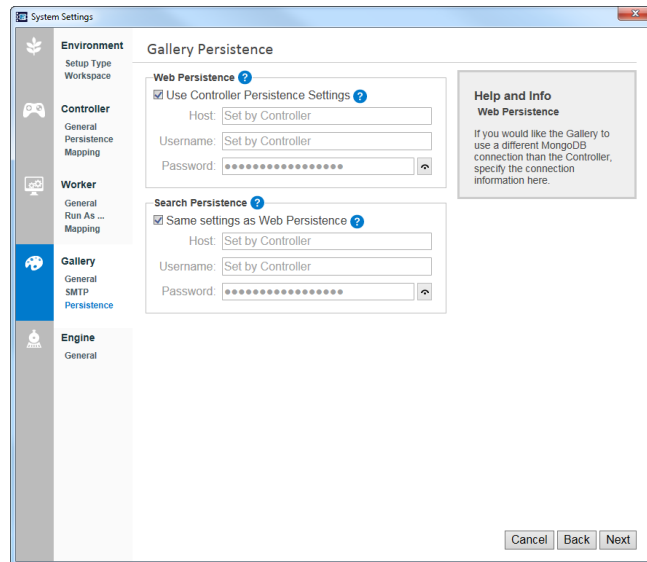 System Settings
Environment
Setup Type
Workspace
Controller
General
Persistence
Mapping
Worker
General
Run As ...
Mapping
Gallery
General
SMTP
Persistence
Engine
General
Gallery Persistence
Web Persistence ?
Use Controller Persistence Settings ?
Host: Set by Controller
Username: Set by Controller
Password: ●●●●●●●●●●●●●●●●●
Search Persistence ?
Same settings as Web Persistence ?
Host: Set by Controller
Username: Set by Controller
Password: ●●●●●●●●●●●●●●●●●
Help and Info
Web Persistence
If you would like the Gallery to
use a different MongoDB
connection than the Controller,
specify the connection
information here.
Cancel Back Next